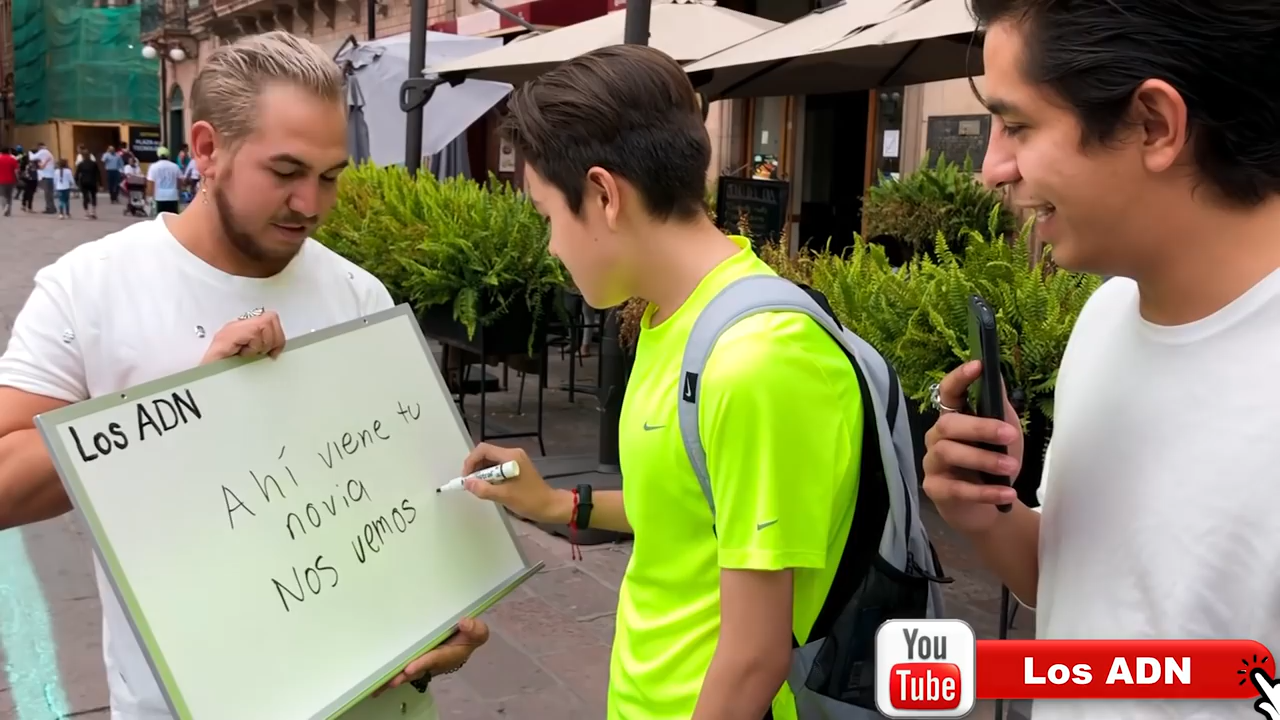 Los ADN
Ahí viene tu
novia
Nos vemos
You
Tube
Los ADN